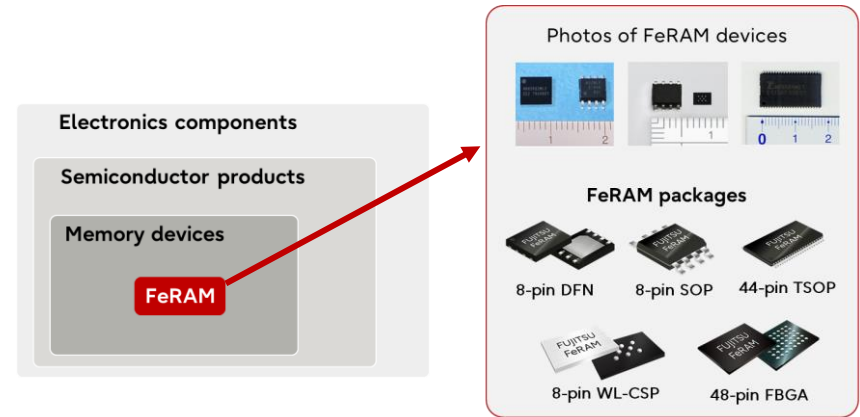 Electronics components
Semiconductor products
Memory devices
FeRAM
Photos of FeRAM devices
1
2
1
0
1
2
FeRAM packages
FUJITSU
FeRAM
8-pin DFN
FUJITSU
FeRAM
8-pin SOP
FUJITSU
FeRAM
44-pin TSOP
FUJITSU
FeRAM
8-pin WL-CSP
FUJITSU
FeRAM
48-pin FBGA